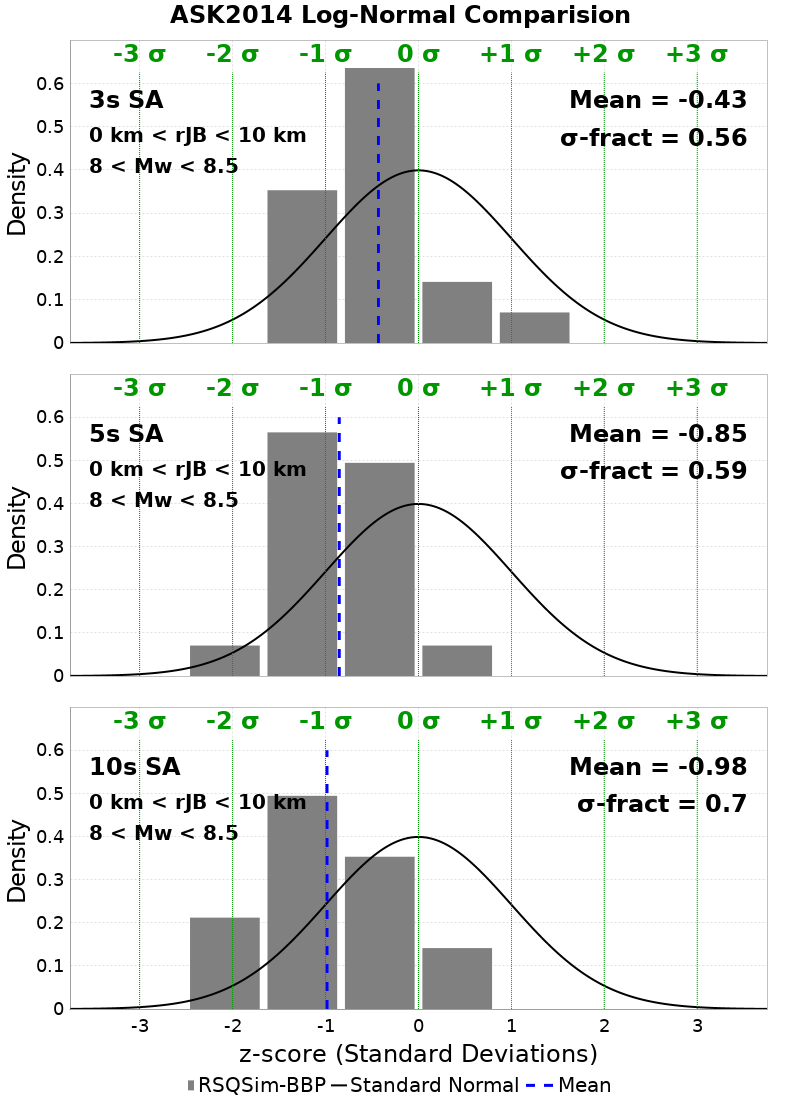 ASK2014 Log-Normal Comparision
-3 σ -2 σ -1 σ 0 σ +1 σ +2 σ +3 σ
3s SA
0 km < rJB < 10 km
8 < Mw < 8.5
Mean = -0.43
σ-fract = 0.56
Density
0.6
0.5
0.4
0.3
0.2
0.1
0
-3 σ -2 σ -1 σ 0 σ +1 σ +2 σ +3 σ
5s SA
0 km < rJB < 10 km
8 < Mw < 8.5
Mean = -0.85
σ-fract = 0.59
Density
0.6
0.5
0.4
0.3
0.2
0.1
0
-3 σ -2 σ -1 σ 0 σ +1 σ +2 σ +3 σ
10s SA
0 km < rJB < 10 km
8 < Mw < 8.5
Mean = -0.98
σ-fract = 0.7
Density
0.6
0.5
0.4
0.3
0.2
0.1
0
-3 -2 -1 0 1 2 3
z-score (Standard Deviations)
RSQSim-BBP Standard Normal Mean